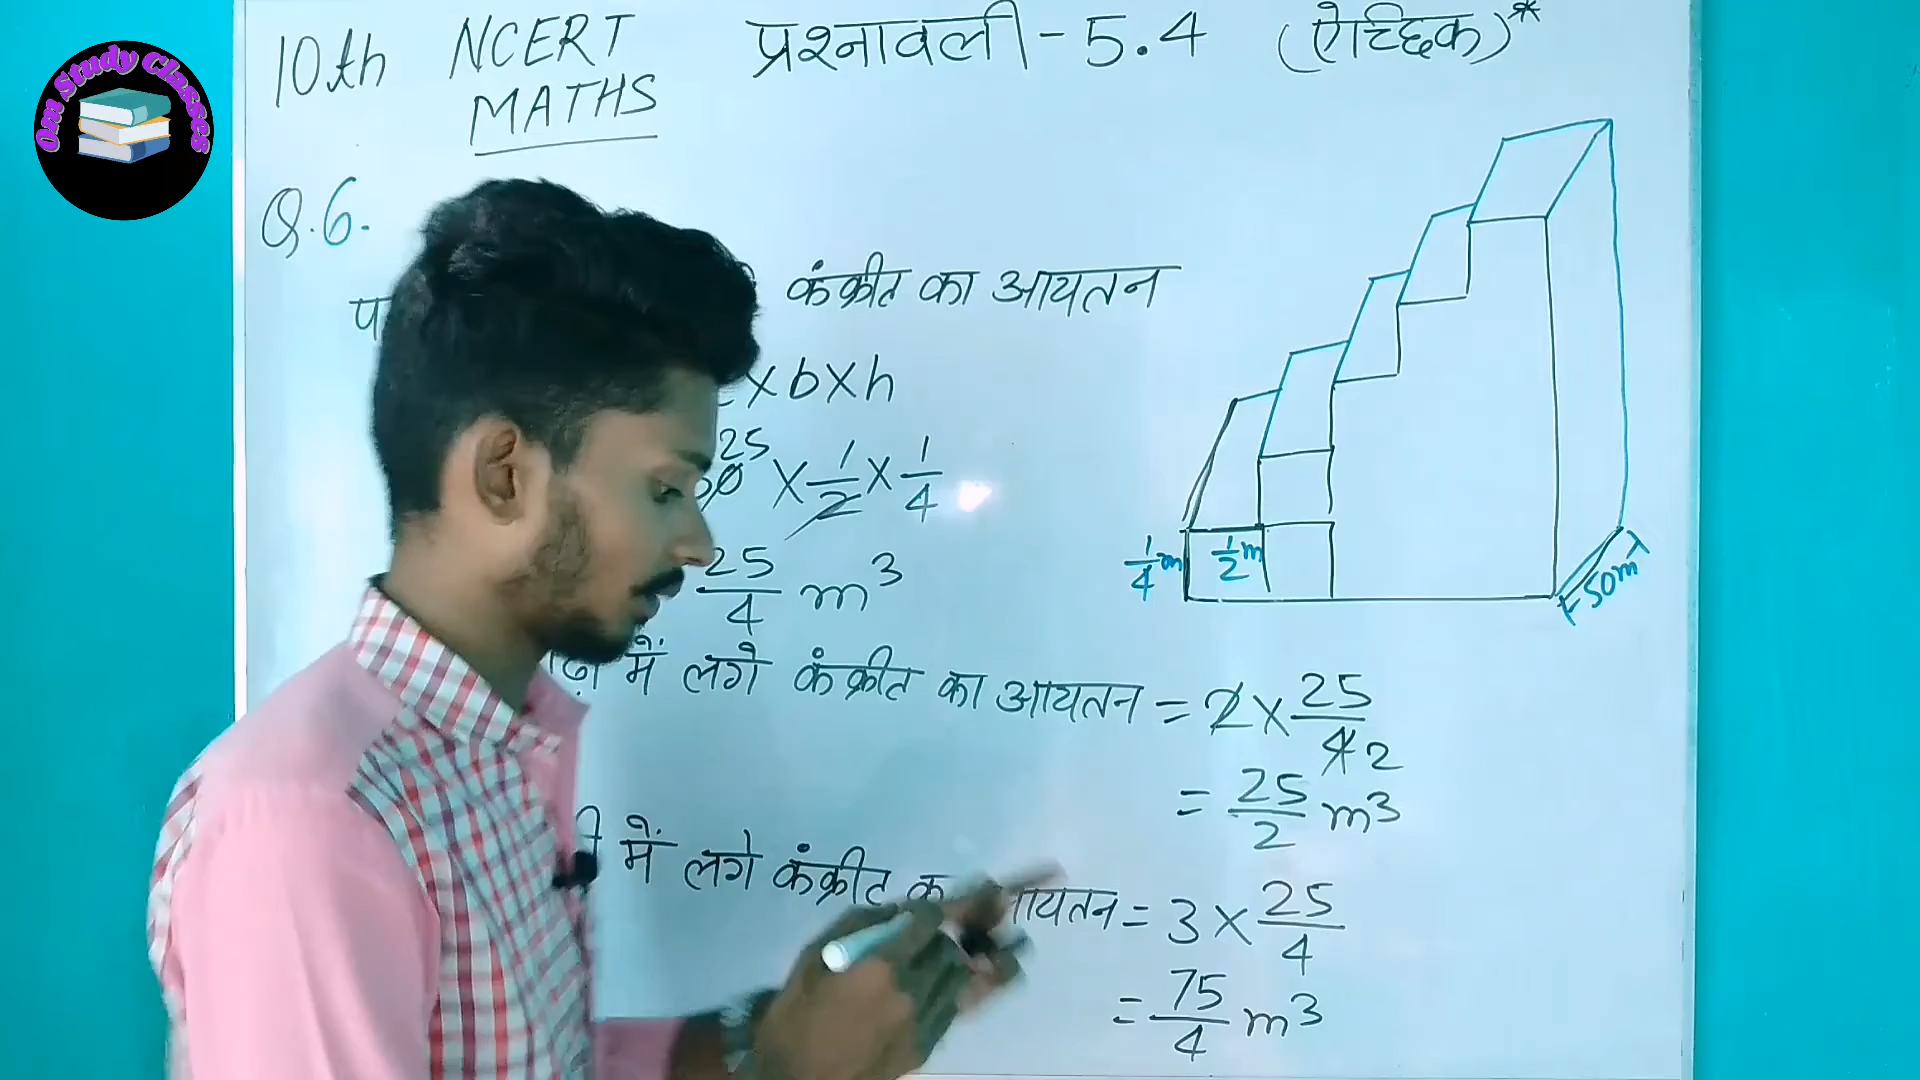 Om Study Classes
10th NCERT MATHS प्रश्नावली - 5.4 (ऐच्छिक)*
Q.6.
कंक्रीट का आयतन
×b×h
25
× 1/2 × 1/4
25/4 m³
में लगे कंक्रीट का आयतन = 2 × 25/4 2
= 25/2 m³
में लगे कंक्रीट का आयतन = 3 × 25/4
= 75/4 m³
1/4 m
1/2 m
50m